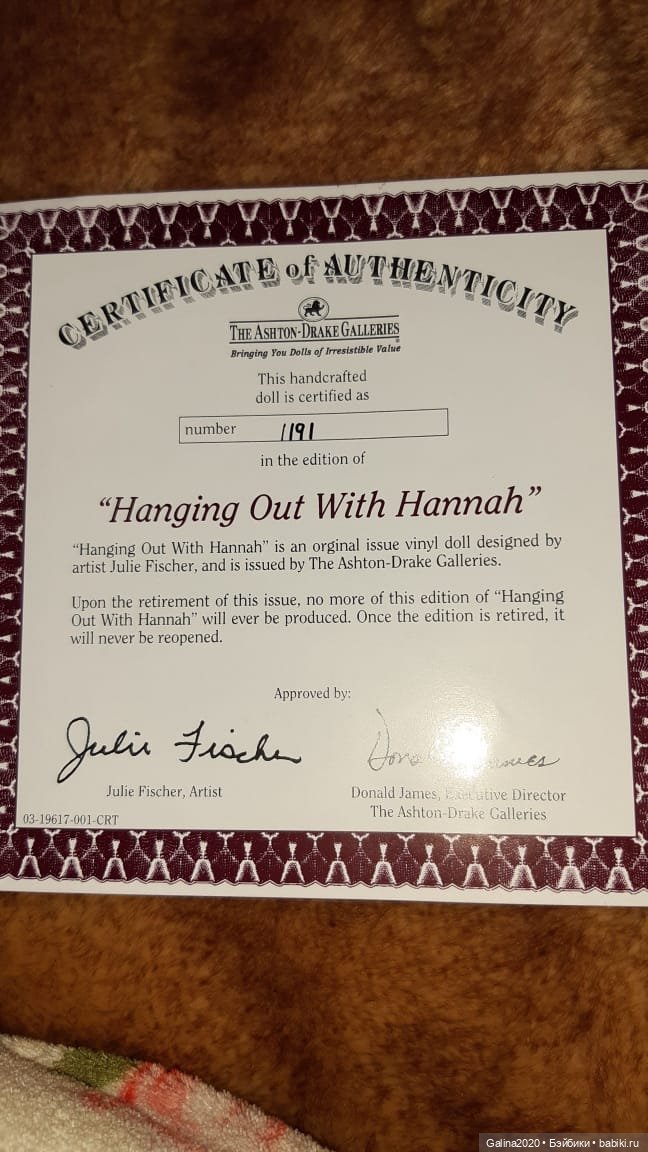 CERTIFICATE of AUTHENTICITY
THE ASHTON-DRAKE GALLERIES
Bringing You Dolls of Irresistible Value
This handcrafted
doll is certified as
number 1191
in the edition of
“Hanging Out With Hannah”
“Hanging Out With Hannah” is an orginal issue vinyl doll designed by
artist Julie Fischer, and is issued by The Ashton-Drake Galleries.
Upon the retirement of this issue, no more of this edition of “Hanging
Out With Hannah” will ever be produced. Once the edition is retired, it
will never be reopened.
Approved by:
Julie Fischer
Julie Fischer, Artist
Donald James, Executive Director
The Ashton-Drake Galleries
03-19617-001-CRT
Galina2020 • Бэйбики • babiki.ru